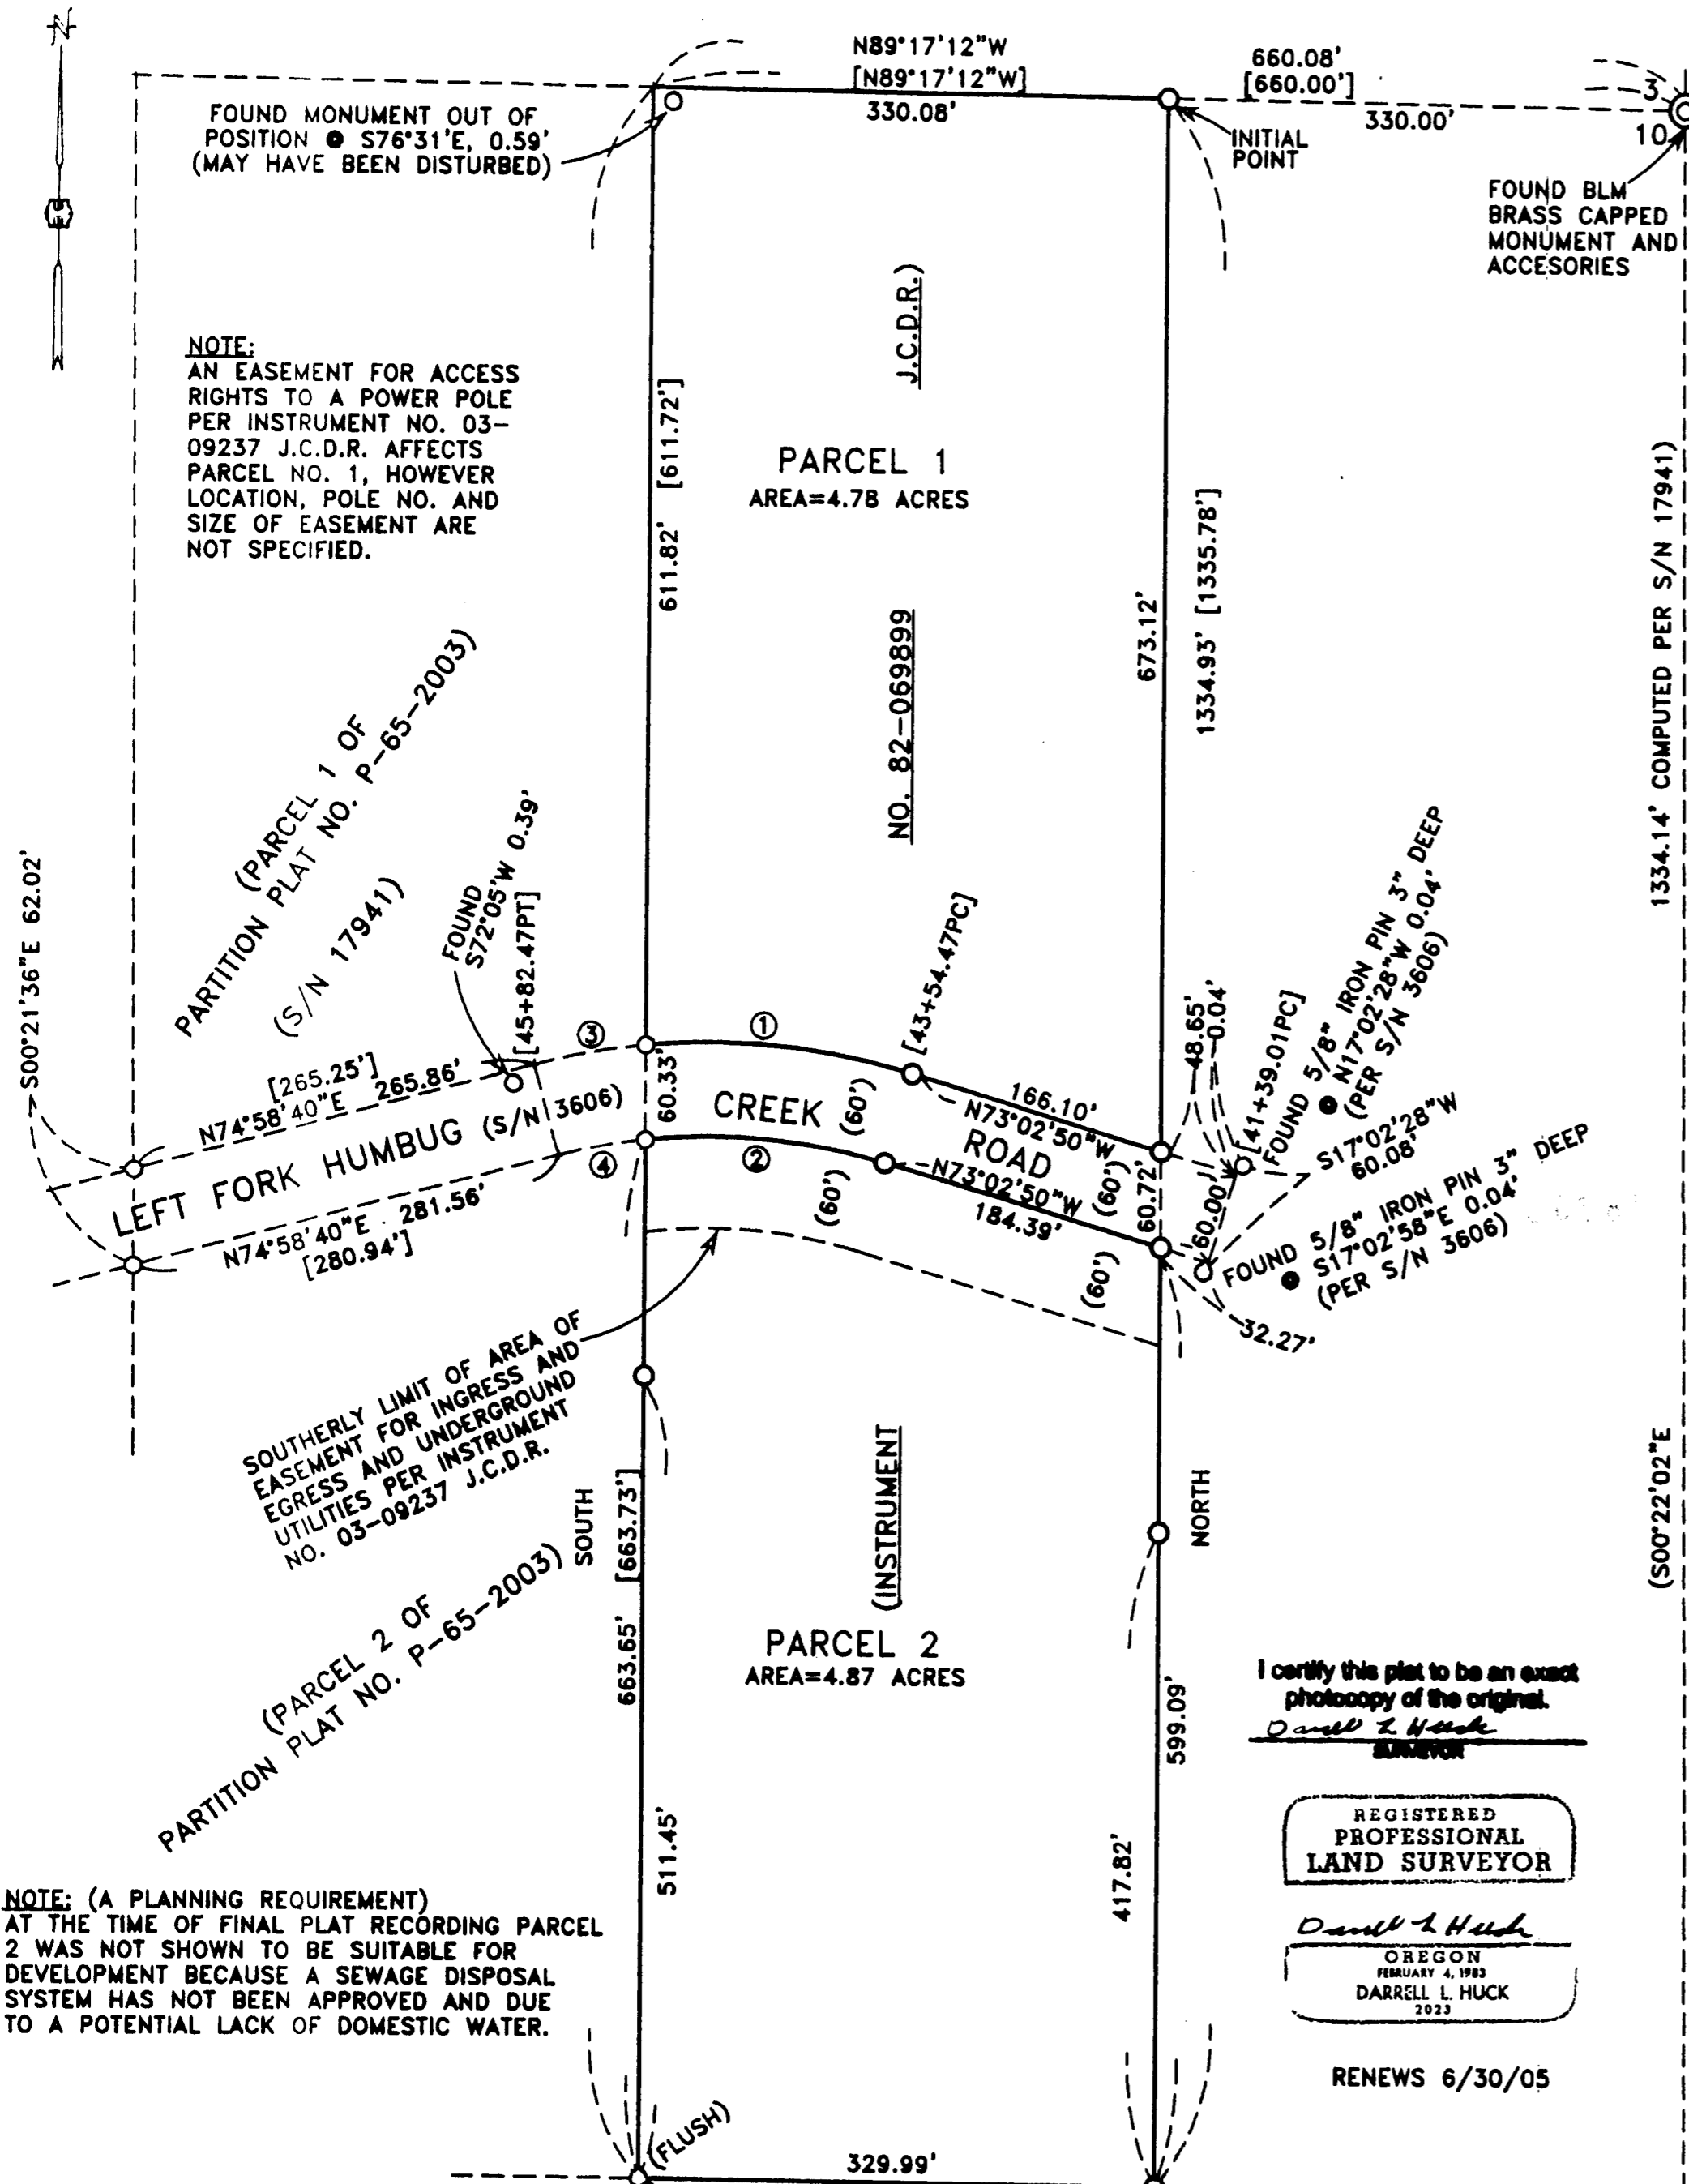 N
N89°17'12"W
[N89°17'12"W]
330.08'
660.08'
[660.00']
330.00'
3
10
INITIAL
POINT
FOUND MONUMENT OUT OF
POSITION @ S76°31'E, 0.59'
(MAY HAVE BEEN DISTURBED)
FOUND BLM
BRASS CAPPED
MONUMENT AND
ACCESORIES
NOTE:
AN EASEMENT FOR ACCESS
RIGHTS TO A POWER POLE
PER INSTRUMENT NO. 03-
09237 J.C.D.R. AFFECTS
PARCEL NO. 1, HOWEVER
LOCATION, POLE NO. AND
SIZE OF EASEMENT ARE
NOT SPECIFIED.
611.82' [611.72']
J.C.D.R.)
PARCEL 1
AREA=4.78 ACRES
NO. 82-069899
673.12'
1334.93' [1335.78']
1334.14' COMPUTED PER S/N 17941)
(S00°22'02"E
(PARCEL 1 OF
PARTITION PLAT NO. P-65-2003)
(S/N 17941)
S00°21'36"E 62.02'
FOUND
S72°05'W 0.39'
[45+82.47PT]
③
①
[43+54.47PC]
[265.25']
N74°58'40"E 265.86'
LEFT FORK HUMBUG (S/N 3606)
CREEK
ROAD
(60')
(60')
(60')
(60')
60.33'
④
②
N74°58'40"E 281.56'
[280.94']
166.10'
N73°02'50"W
N73°02'50"W
184.39'
60.72'
48.65'
0.04'
60.00'
[41+39.01PC]
FOUND 5/8" IRON PIN 3" DEEP
@ N17°02'28"W 0.04'
(PER S/N 3606)
S17°02'28"W
60.08'
FOUND 5/8" IRON PIN 3" DEEP
@ S17°02'58"E 0.04'
(PER S/N 3606)
32.27'
SOUTHERLY LIMIT OF AREA OF
EASEMENT FOR INGRESS AND
EGRESS AND UNDERGROUND
UTILITIES PER INSTRUMENT
NO. 03-09237 J.C.D.R.
SOUTH
663.65' [663.73']
511.45'
(INSTRUMENT
NORTH
PARCEL 2
AREA=4.87 ACRES
599.09'
417.82'
(PARCEL 2 OF
PARTITION PLAT NO. P-65-2003)
I certify this plat to be an exact
photocopy of the original.
Darrell L Huck
SURVEYOR
REGISTERED
PROFESSIONAL
LAND SURVEYOR
Darrell L Huck
OREGON
FEBRUARY 4, 1983
DARRELL L. HUCK
2023
RENEWS 6/30/05
NOTE: (A PLANNING REQUIREMENT)
AT THE TIME OF FINAL PLAT RECORDING PARCEL
2 WAS NOT SHOWN TO BE SUITABLE FOR
DEVELOPMENT BECAUSE A SEWAGE DISPOSAL
SYSTEM HAS NOT BEEN APPROVED AND DUE
TO A POTENTIAL LACK OF DOMESTIC WATER.
(FLUSH)
329.99'